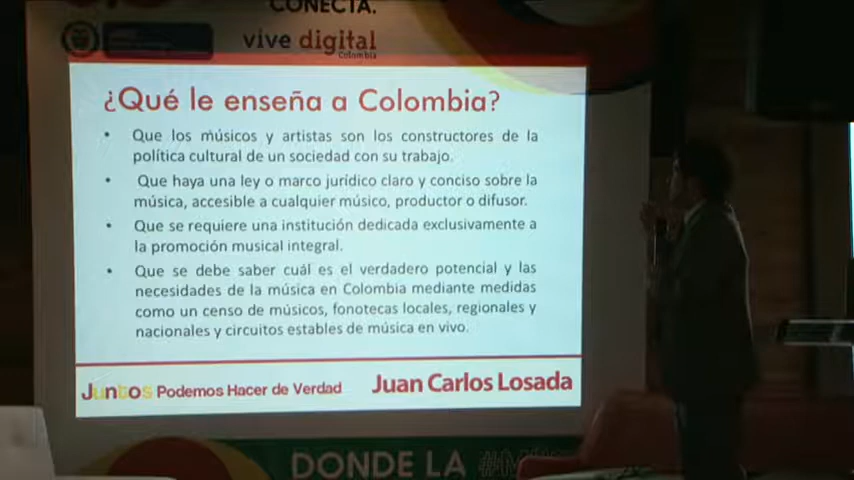 CONECTA.
vive digital
Colombia
¿Qué le enseña a Colombia?
• Que los músicos y artistas son los constructores de la
política cultural de un sociedad con su trabajo.
• Que haya una ley o marco jurídico claro y conciso sobre la
música, accesible a cualquier músico, productor o difusor.
• Que se requiere una institución dedicada exclusivamente a
la promoción musical integral.
• Que se debe saber cuál es el verdadero potencial y las
necesidades de la música en Colombia mediante medidas
como un censo de músicos, fonotecas locales, regionales y
nacionales y circuitos estables de música en vivo.
Juntos Podemos Hacer de Verdad Juan Carlos Losada
DONDE LA